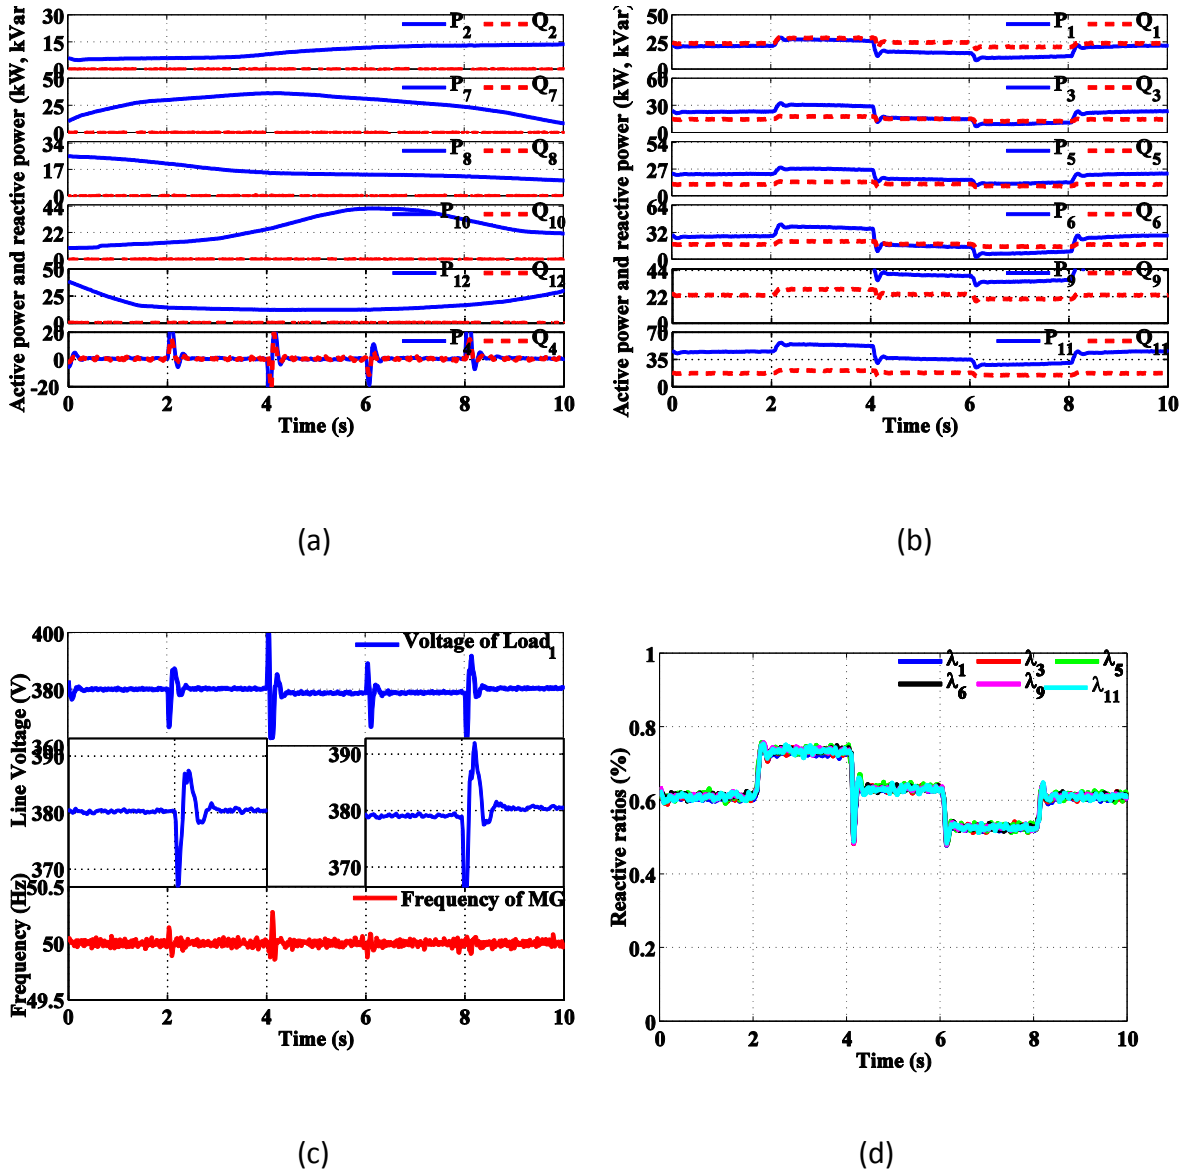 Active power and reactive power (kW, kVar)
30
15
0
P2 Q2
50
25
0
P7 Q7
34
17
0
P8 Q8
44
22
0
P10 Q10
50
25
0
P12 Q12
20
0
-20
P4 Q4
0 2 4 6 8 10
Time (s)
(a)
Active power and reactive power (kW, kVar)
50
25
0
P1 Q1
60
30
0
P3 Q3
54
27
0
P5 Q5
64
32
0
P6 Q6
44
22
0
P9 Q9
70
35
0
P11 Q11
0 2 4 6 8 10
Time (s)
(b)
Line Voltage (V)
400
380
360
Voltage of Load1
390
380
370
390
380
370
Frequency (Hz)
50.5
50
49.5
Frequency of MG
0 2 4 6 8 10
Time (s)
(c)
Reactive ratios (%)
1
0.8
0.6
0.4
0.2
0
λ1 λ3 λ5
λ6 λ9 λ11
0 2 4 6 8 10
Time (s)
(d)